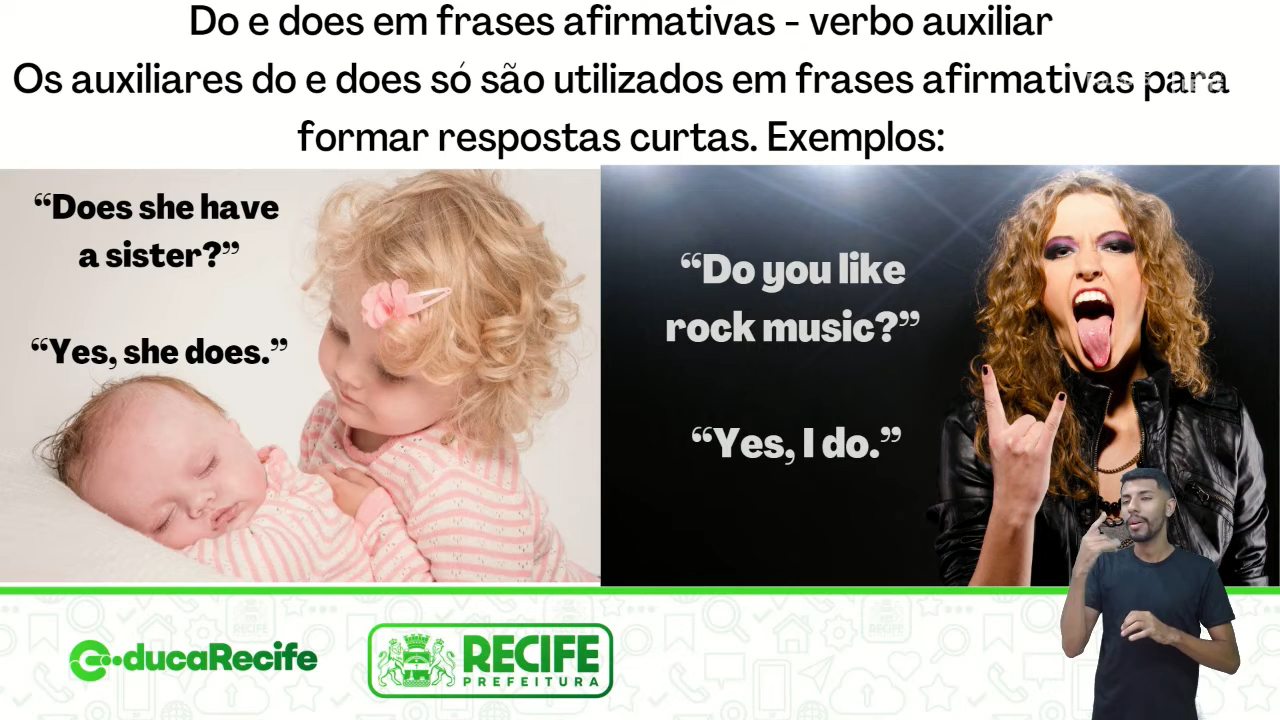 Do e does em frases afirmativas - verbo auxiliar
Os auxiliares do e does só são utilizados em frases afirmativas para
formar respostas curtas. Exemplos:
“Does she have
a sister?”
“Yes, she does.”
“Do you like
rock music?”
“Yes, I do.”
ducaRecife
RECIFE
PREFEITURA